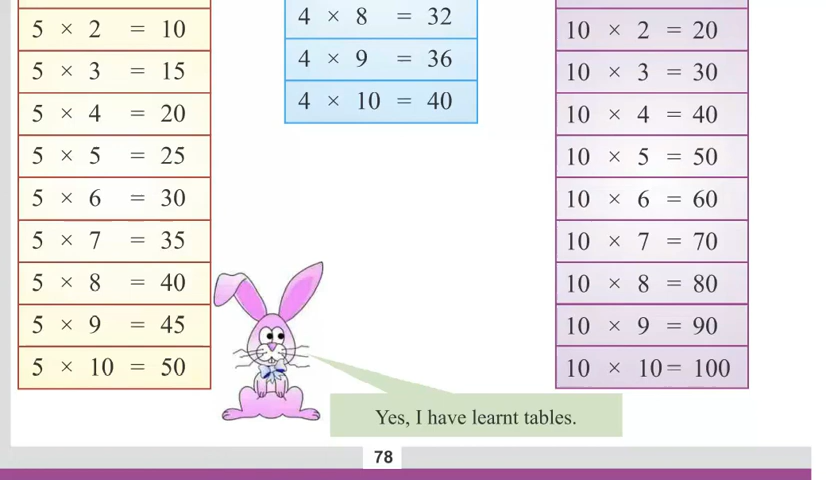 5 × 2 = 10
5 × 3 = 15
5 × 4 = 20
5 × 5 = 25
5 × 6 = 30
5 × 7 = 35
5 × 8 = 40
5 × 9 = 45
5 × 10 = 50
4 × 8 = 32
4 × 9 = 36
4 × 10 = 40
10 × 2 = 20
10 × 3 = 30
10 × 4 = 40
10 × 5 = 50
10 × 6 = 60
10 × 7 = 70
10 × 8 = 80
10 × 9 = 90
10 × 10 = 100
Yes, I have learnt tables.
78